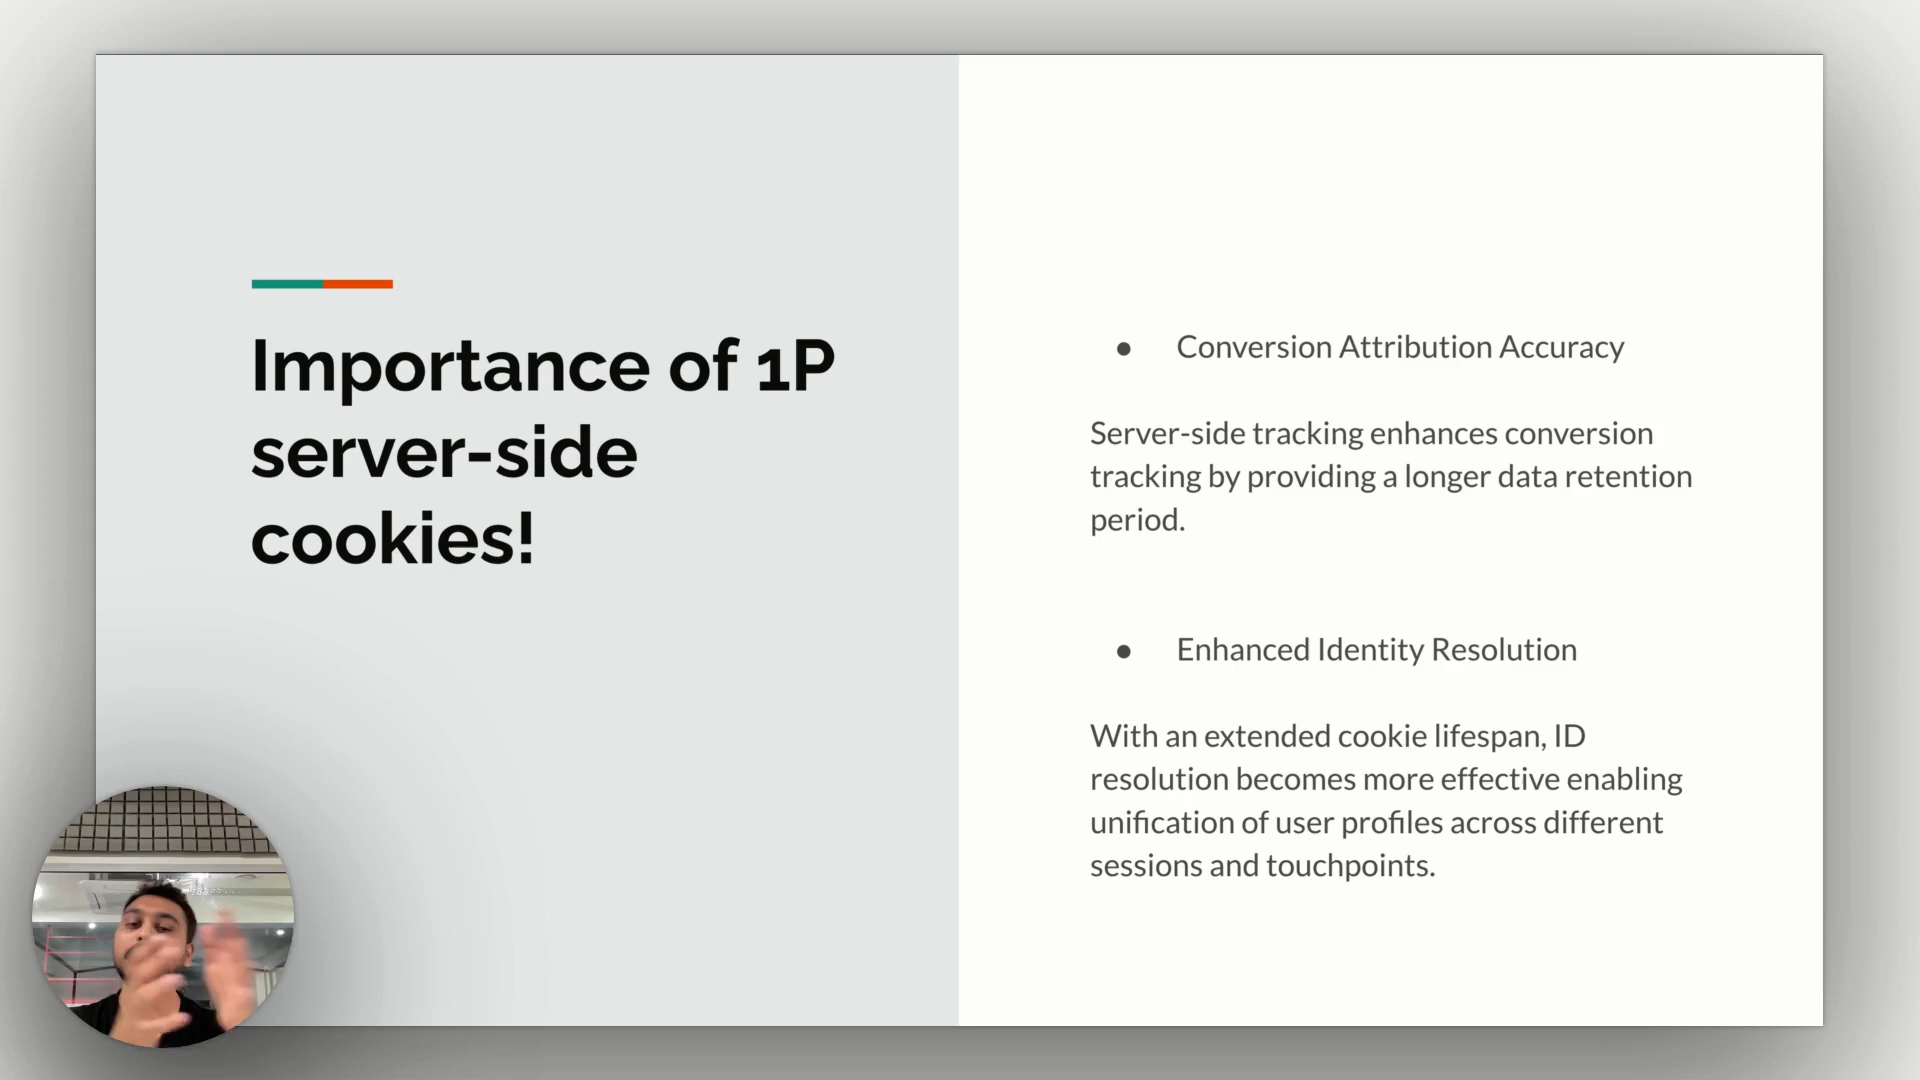 Importance of 1P
server-side
cookies!
● Conversion Attribution Accuracy
Server-side tracking enhances conversion
tracking by providing a longer data retention
period.
● Enhanced Identity Resolution
With an extended cookie lifespan, ID
resolution becomes more effective enabling
unification of user profiles across different
sessions and touchpoints.